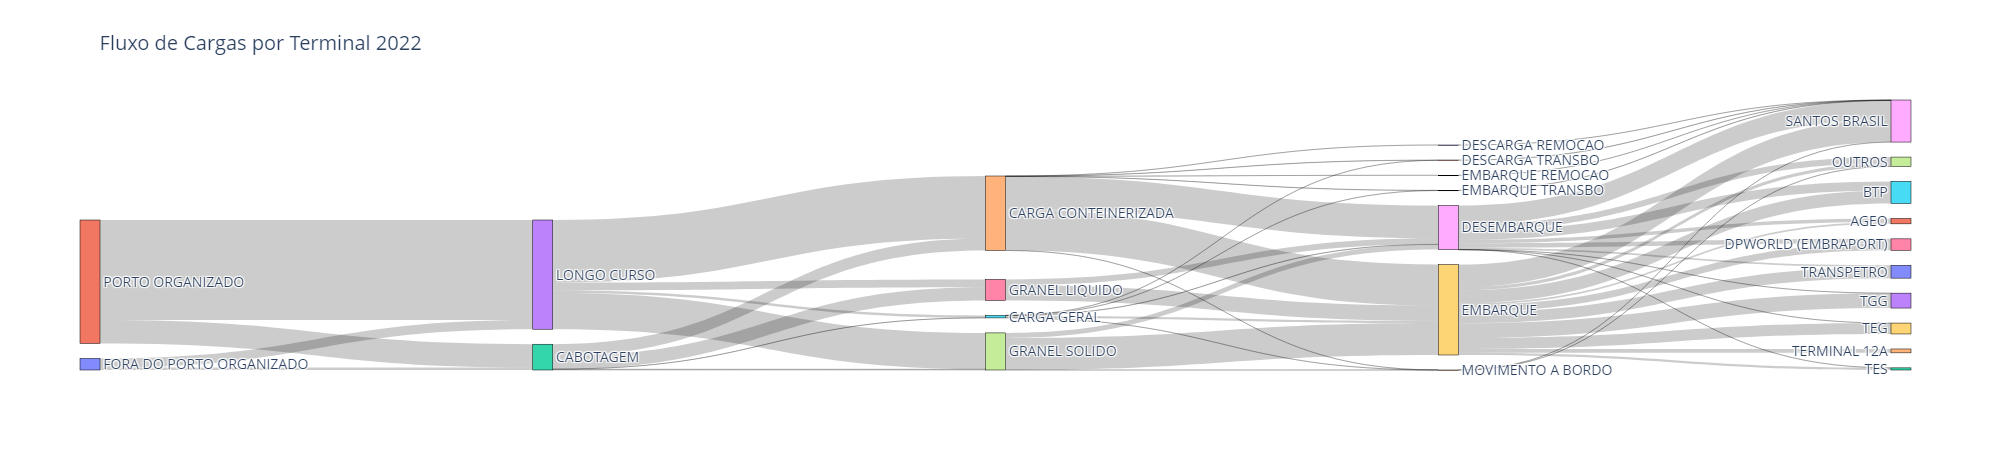 Fluxo de Cargas por Terminal 2022
PORTO ORGANIZADO
FORA DO PORTO ORGANIZADO
LONGO CURSO
CABOTAGEM
CARGA CONTEINERIZADA
GRANEL LIQUIDO
CARGA GERAL
GRANEL SOLIDO
DESCARGA REMOCAO
DESCARGA TRANSBO
EMBARQUE REMOCAO
EMBARQUE TRANSBO
DESEMBARQUE
EMBARQUE
MOVIMENTO A BORDO
SANTOS BRASIL
OUTROS
BTP
AGEO
DPWORLD (EMBRAPORT)
TRANSPETRO
TGG
TEG
TERMINAL 12A
TES